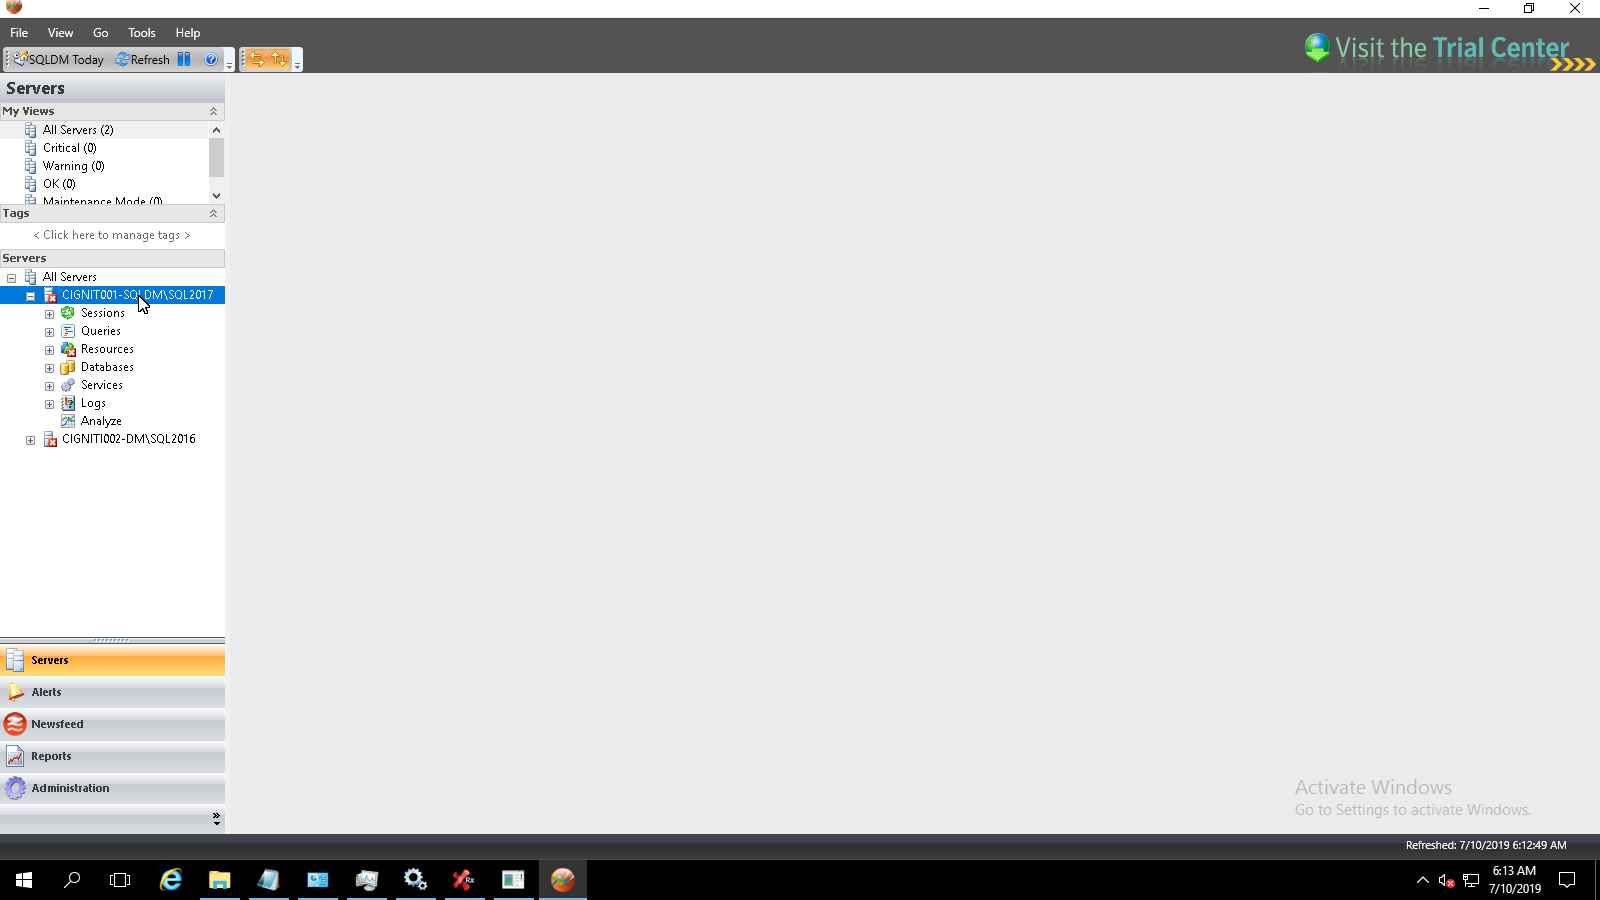 File View Go Tools Help
SQLDM Today Refresh
Visit the Trial Center
Servers
My Views
All Servers (2)
Critical (0)
Warning (0)
OK (0)
Maintenance Mode (0)
Tags
< Click here to manage tags >
Servers
All Servers
CIGNIT001-SQLDM\SQL2017
Sessions
Queries
Resources
Databases
Services
Logs
Analyze
CIGNITI002-DM\SQL2016
Servers
Alerts
Newsfeed
Reports
Administration
Activate Windows
Go to Settings to activate Windows.
Refreshed: 7/10/2019 6:12:49 AM
6:13 AM
7/10/2019